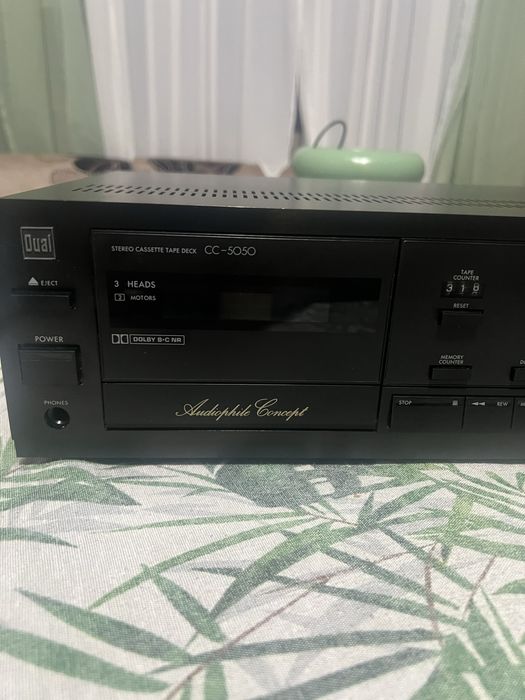 Dual
STEREO CASSETTE TAPE DECK CC-5050
EJECT
3 HEADS
2 MOTORS
POWER
DOLBY B·C NR
PHONES
Audiophile Concept
TAPE
COUNTER
318
RESET
MEMORY
COUNTER
STOP
REW